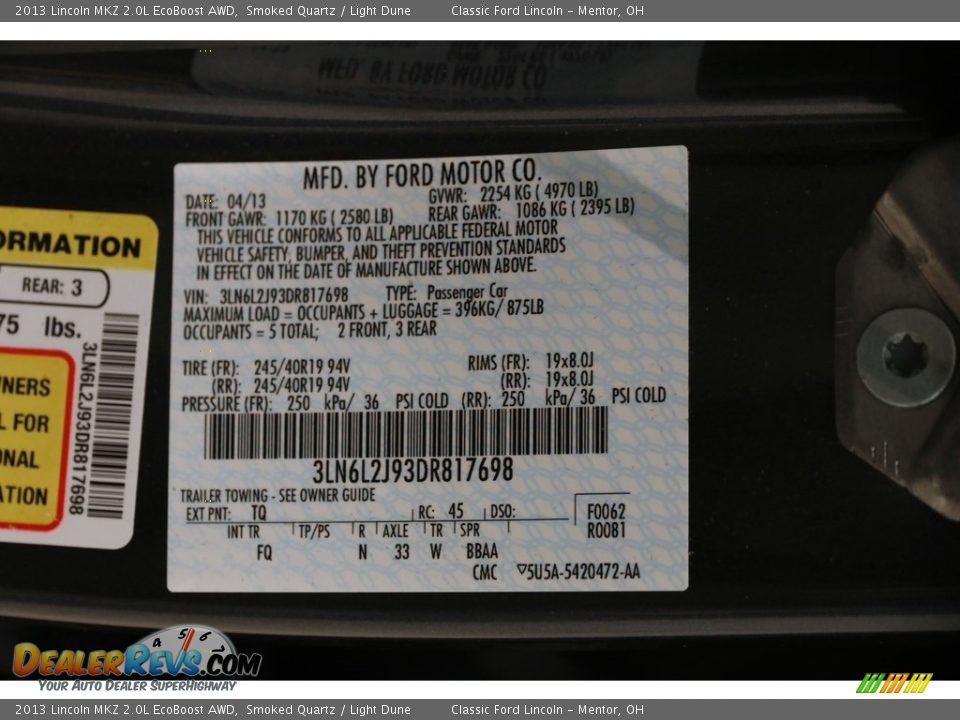 2013 Lincoln MKZ 2.0L EcoBoost AWD, Smoked Quartz / Light Dune Classic Ford Lincoln - Mentor, OH
MFD. BY FORD MOTOR CO.
MFD. BY FORD MOTOR CO.
DATE: 04/13 GVWR: 2254 KG ( 4970 LB)
FRONT GAWR: 1170 KG ( 2580 LB) REAR GAWR: 1086 KG ( 2395 LB)
THIS VEHICLE CONFORMS TO ALL APPLICABLE FEDERAL MOTOR
VEHICLE SAFETY, BUMPER, AND THEFT PREVENTION STANDARDS
IN EFFECT ON THE DATE OF MANUFACTURE SHOWN ABOVE.
VIN: 3LN6L2J93DR817698 TYPE: Passenger Car
MAXIMUM LOAD = OCCUPANTS + LUGGAGE = 396KG/ 875LB
OCCUPANTS = 5 TOTAL; 2 FRONT, 3 REAR
TIRE (FR): 245/40R19 94V RIMS (FR): 19x8.0J
(RR): 245/40R19 94V (RR): 19x8.0J
PRESSURE (FR): 250 kPa/ 36 PSI COLD (RR): 250 kPa/ 36 PSI COLD
3LN6L2J93DR817698
TRAILER TOWING - SEE OWNER GUIDE
EXT PNT: TQ RC: 45 DSO: F0062
R0081
INT TR TP/PS R AXLE TR SPR
FQ N 33 W BBAA
CMC ▽5U5A-5420472-AA
ORMATION
REAR: 3
75 lbs.
3LN6L2J93DR817698
WNERS
L FOR
ONAL
ATION
DEALERREVS.COM
4 5 6
YOUR AUTO DEALER SUPERHIGHWAY
2013 Lincoln MKZ 2.0L EcoBoost AWD, Smoked Quartz / Light Dune Classic Ford Lincoln - Mentor, OH